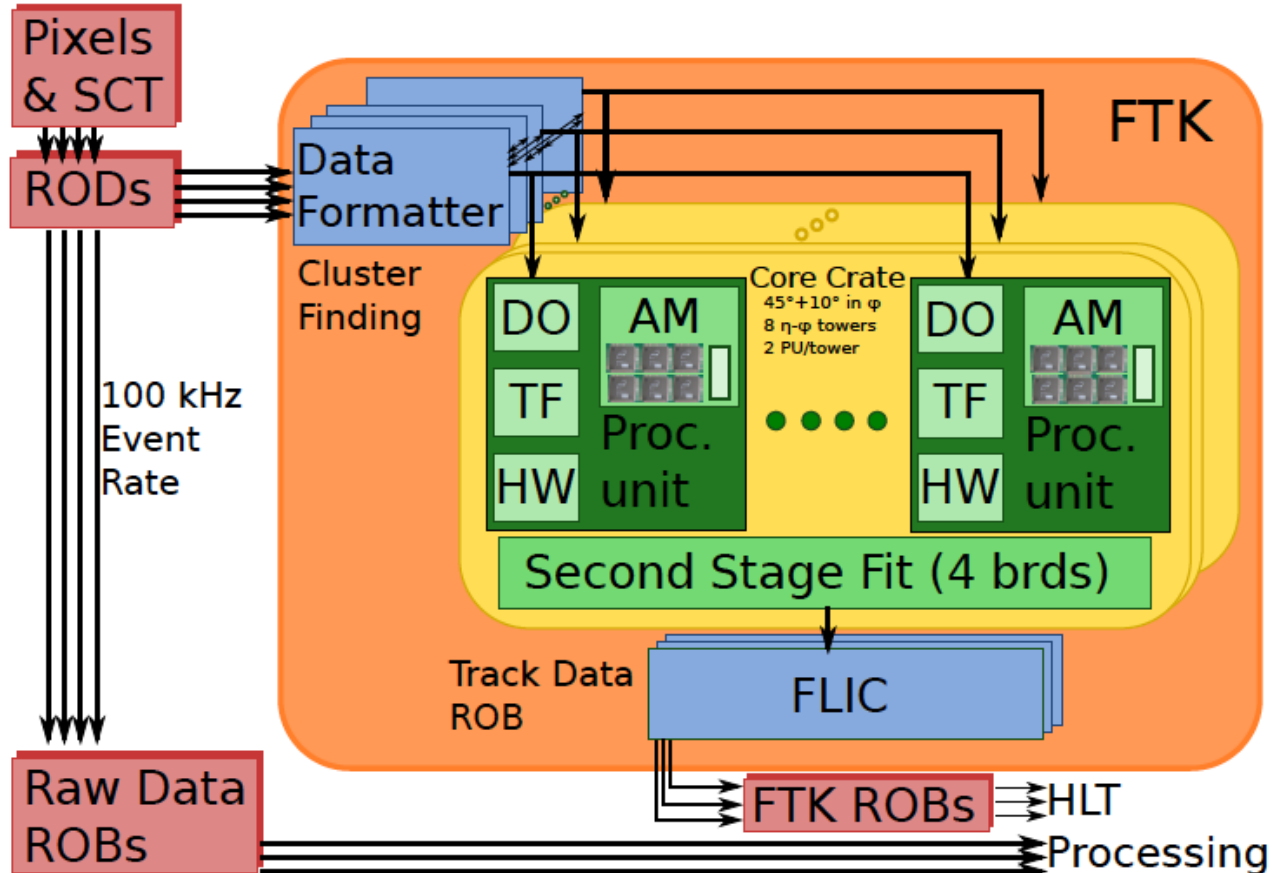 Pixels
& SCT
RODs
100 kHz
Event
Rate
Raw Data
ROBs
FTK
Data
Formatter
Cluster
Finding
Core Crate
45°+10° in φ
8 η-φ towers
2 PU/tower
DO
AM
TF
HW
Proc.
unit
DO
AM
TF
HW
Proc.
unit
Second Stage Fit (4 brds)
Track Data
ROB
FLIC
FTK ROBs
HLT
Processing